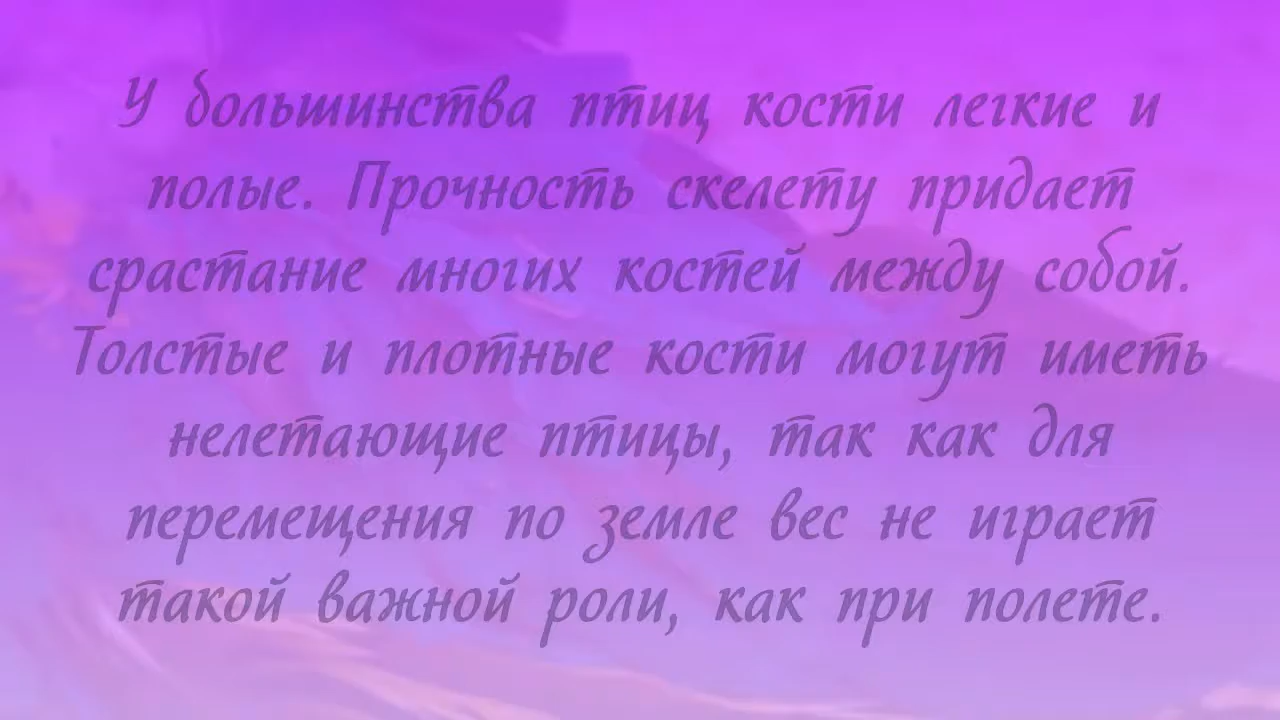 У большинства птиц кости легкие и
полые. Прочность скелету придает
срастание многих костей между собой.
Толстые и плотные кости могут иметь
нелетающие птицы, так как для
перемещения по земле вес не играет
такой важной роли, как при полете.